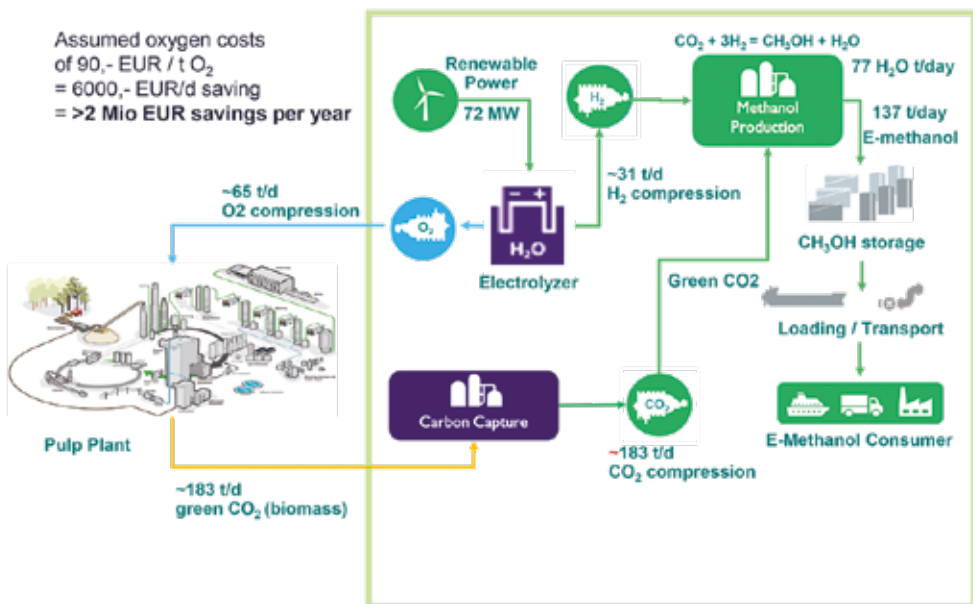 Assumed oxygen costs
of 90,- EUR / t O₂
= 6000,- EUR/d saving
= >2 Mio EUR savings per year
CO₂ + 3H₂ = CH₃OH + H₂O
Renewable
Power
72 MW
H₂
Methanol
Production
77 H₂O t/day
137 t/day
E-methanol
~65 t/d
O2 compression
O₂
− +
H₂O
Electrolyzer
~31 t/d
H₂ compression
CH₃OH storage
Green CO2
Loading / Transport
Pulp Plant
Carbon Capture
CO₂
~183 t/d
CO₂ compression
E-Methanol Consumer
~183 t/d
green CO₂ (biomass)